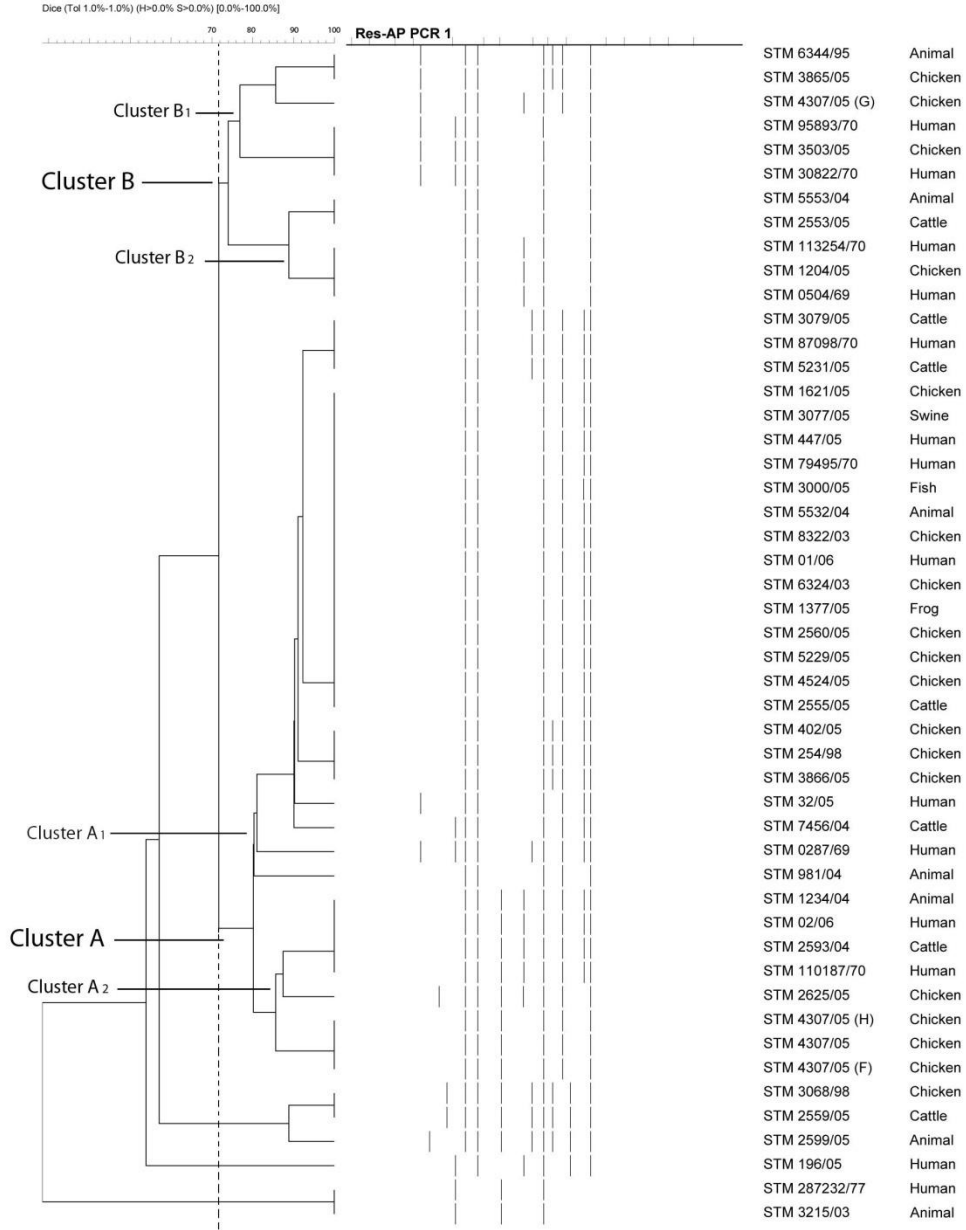 Dice (Tol 1.0%-1.0%) (H>0.0% S>0.0%) [0.0%-100.0%]
70 80 90 100
Res-AP PCR 1
STM 6344/95 Animal
STM 3865/05 Chicken
STM 4307/05 (G) Chicken
Cluster B1
STM 95893/70 Human
STM 3503/05 Chicken
STM 30822/70 Human
Cluster B
STM 5553/04 Animal
STM 2553/05 Cattle
STM 113254/70 Human
Cluster B2
STM 1204/05 Chicken
STM 0504/69 Human
STM 3079/05 Cattle
STM 87098/70 Human
STM 5231/05 Cattle
STM 1621/05 Chicken
STM 3077/05 Swine
STM 447/05 Human
STM 79495/70 Human
STM 3000/05 Fish
STM 5532/04 Animal
STM 8322/03 Chicken
STM 01/06 Human
STM 6324/03 Chicken
STM 1377/05 Frog
STM 2560/05 Chicken
STM 5229/05 Chicken
STM 4524/05 Chicken
STM 2555/05 Cattle
STM 402/05 Chicken
STM 254/98 Chicken
STM 3866/05 Chicken
STM 32/05 Human
STM 7456/04 Cattle
Cluster A1
STM 0287/69 Human
STM 981/04 Animal
STM 1234/04 Animal
STM 02/06 Human
Cluster A
STM 2593/04 Cattle
STM 110187/70 Human
Cluster A2
STM 2625/05 Chicken
STM 4307/05 (H) Chicken
STM 4307/05 Chicken
STM 4307/05 (F) Chicken
STM 3068/98 Chicken
STM 2559/05 Cattle
STM 2599/05 Animal
STM 196/05 Human
STM 287232/77 Human
STM 3215/03 Animal